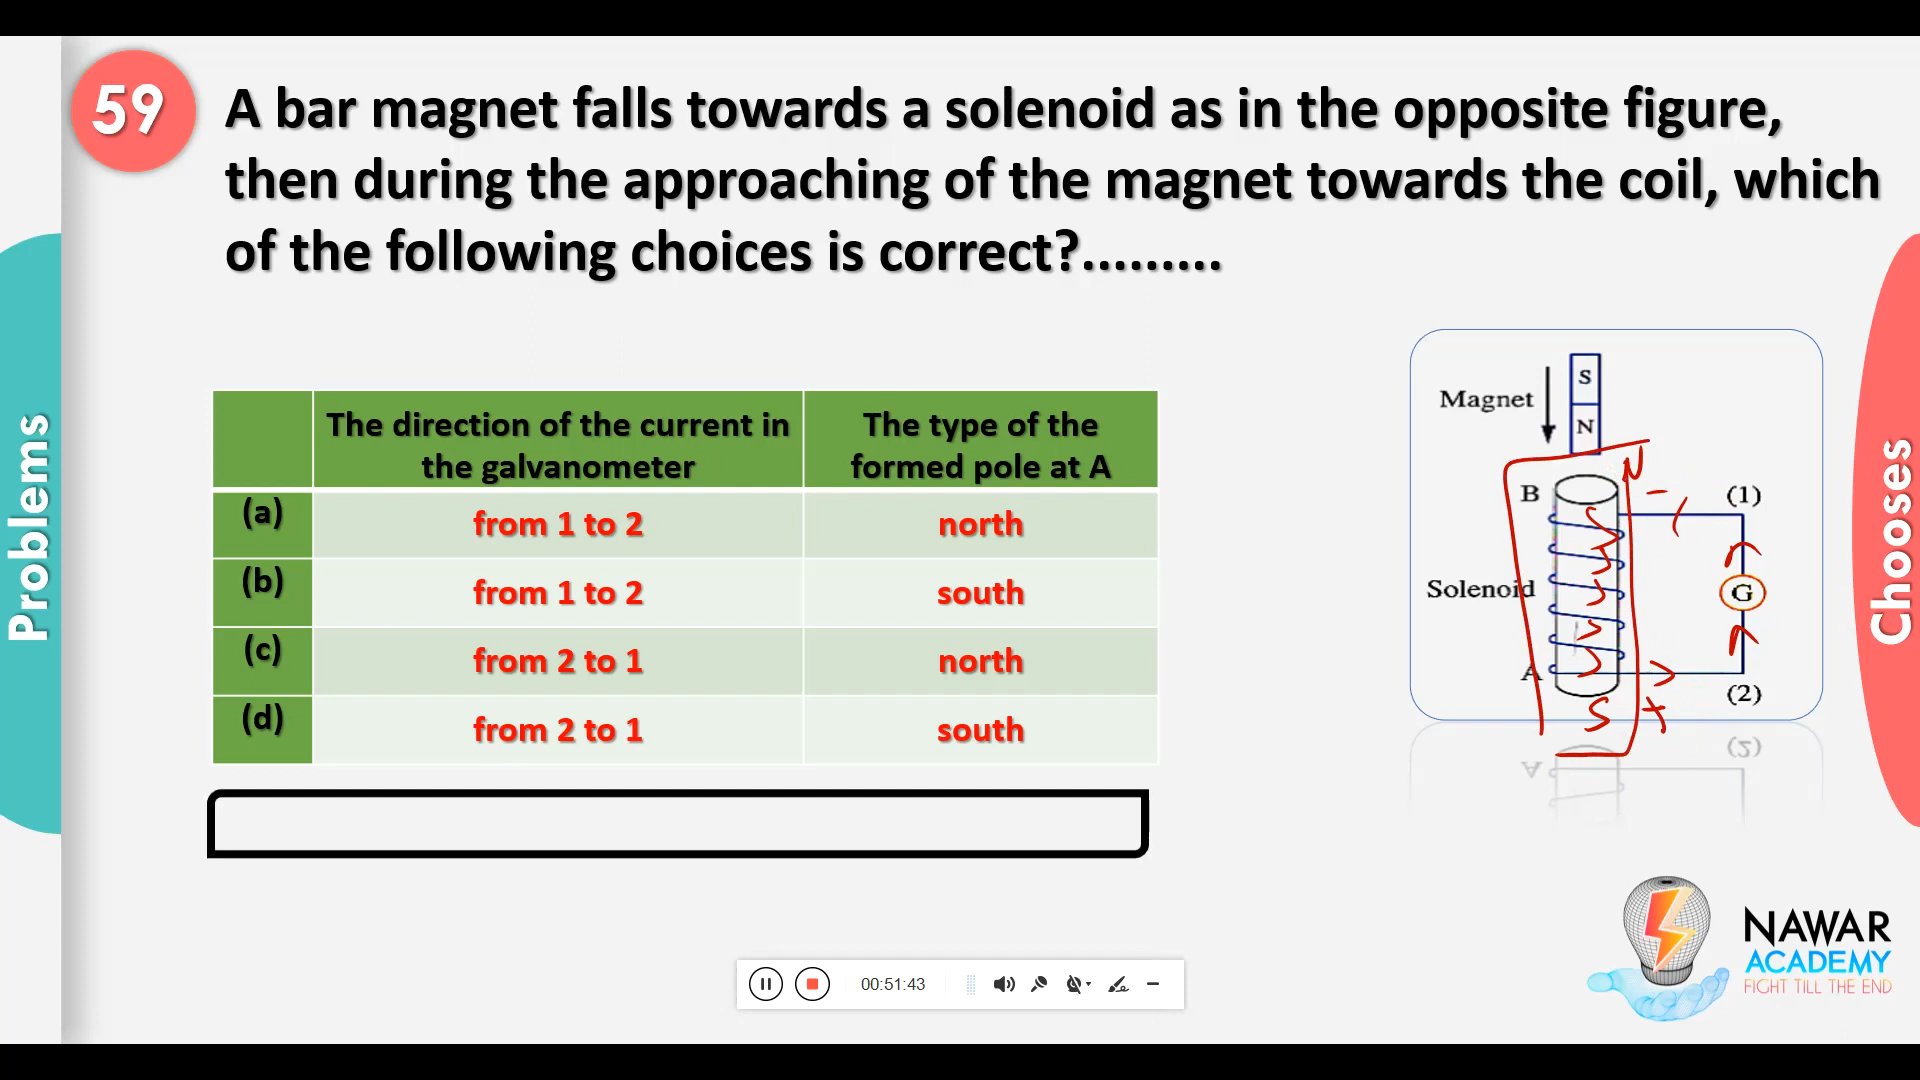 59
A bar magnet falls towards a solenoid as in the opposite figure,
then during the approaching of the magnet towards the coil, which
of the following choices is correct?.........
Problems
Chooses
The direction of the current in
the galvanometer
The type of the
formed pole at A
(a)
from 1 to 2
north
(b)
from 1 to 2
south
(c)
from 2 to 1
north
(d)
from 2 to 1
south
Magnet
S
N
N
B
-
(1)
Solenoid
G
A
(2)
S
+
A
(2)
00:51:43
NAWAR
ACADEMY
FIGHT TILL THE END